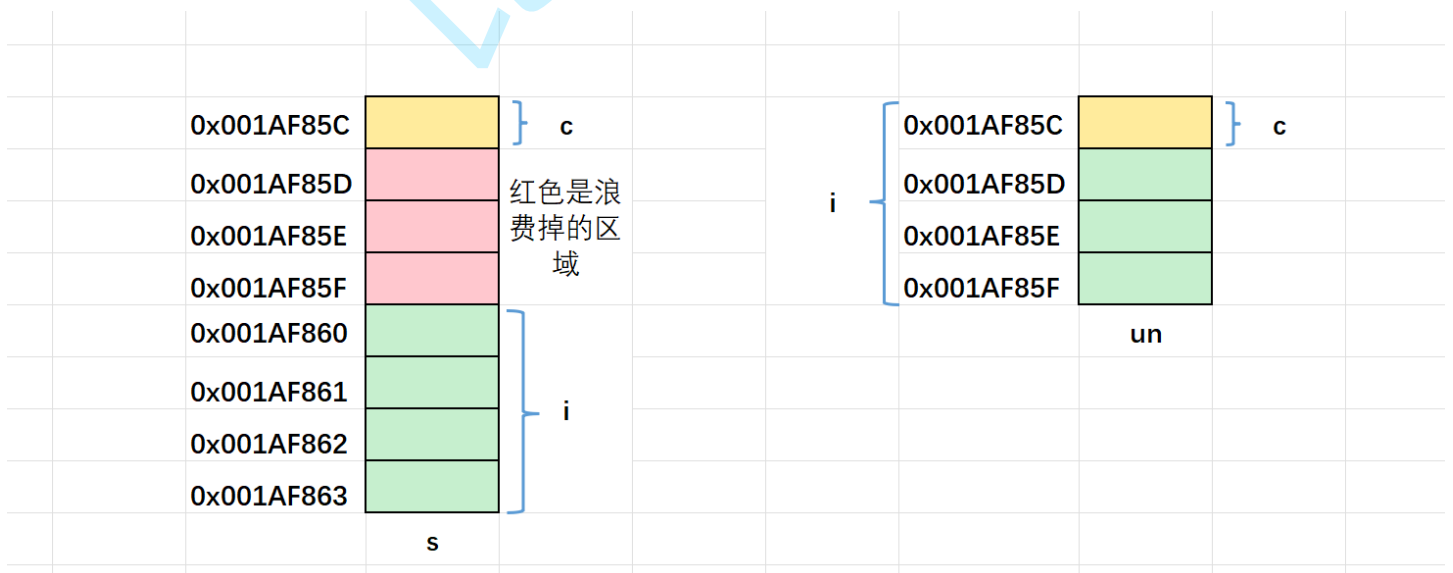 0x001AF85C
c
0x001AF85D
0x001AF85E
0x001AF85F
红色是浪
费掉的区
域
0x001AF860
0x001AF861
0x001AF862
0x001AF863
i
s
i
0x001AF85C
c
0x001AF85D
0x001AF85E
0x001AF85F
un